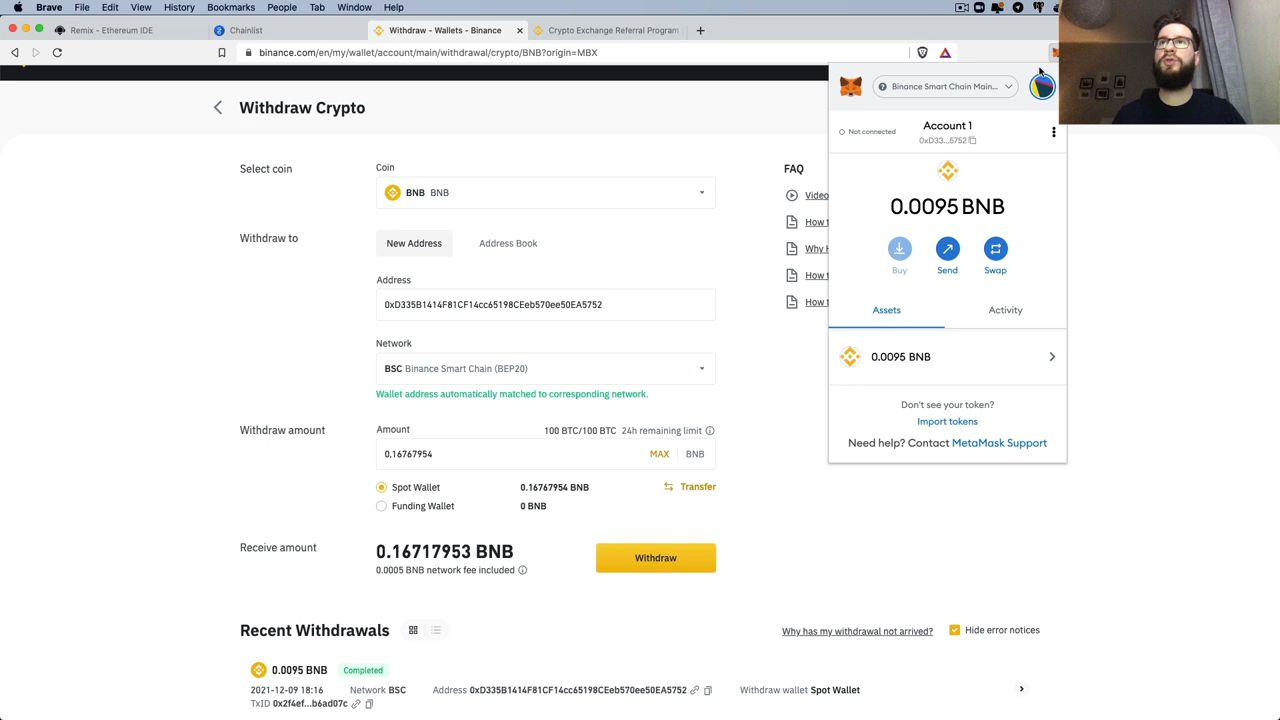 Brave File Edit View History Bookmarks People Tab Window Help
Remix - Ethereum IDE
Chainlist
Withdraw - Wallets - Binance
Crypto Exchange Referral Program
binance.com/en/my/wallet/account/main/withdrawal/crypto/BNB?origin=MBX
Withdraw Crypto
Select coin
Coin
BNB BNB
Withdraw to
New Address
Address Book
Address
0xD335B1414F81CF14cc65198CEeb570ee50EA5752
Network
BSC Binance Smart Chain (BEP20)
Wallet address automatically matched to corresponding network.
Withdraw amount
Amount
100 BTC/100 BTC 24h remaining limit
0,16767954
MAX
BNB
Spot Wallet
0.16767954 BNB
Transfer
Funding Wallet
0 BNB
Receive amount
0.16717953 BNB
0.0005 BNB network fee included
Withdraw
FAQ
Video
How t
Why H
How t
How t
Binance Smart Chain Main...
Not connected
Account 1
0xD33...5752
0.0095 BNB
Buy
Send
Swap
Assets
Activity
0.0095 BNB
Don't see your token?
Import tokens
Need help? Contact MetaMask Support
Recent Withdrawals
Why has my withdrawal not arrived?
Hide error notices
0.0095 BNB
Completed
2021-12-09 18:16
Network BSC
Address 0xD335B1414F81CF14cc65198CEeb570ee50EA5752
Withdraw wallet Spot Wallet
TxID 0x2f4ef...b6ad07c